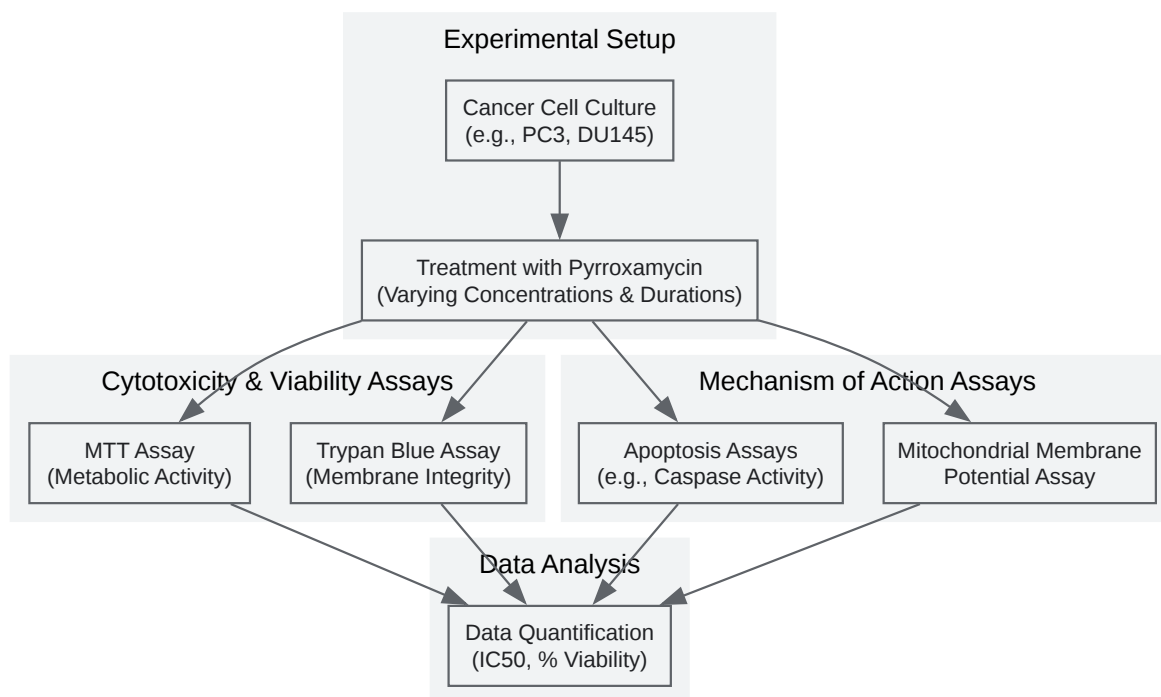 Experimental Setup
Cancer Cell Culture
(e.g., PC3, DU145)
Treatment with Pyrroxamycin
(Varying Concentrations & Durations)
Cytotoxicity & Viability Assays
MTT Assay
(Metabolic Activity)
Trypan Blue Assay
(Membrane Integrity)
Mechanism of Action Assays
Apoptosis Assays
(e.g., Caspase Activity)
Mitochondrial Membrane
Potential Assay
Data Analysis
Data Quantification
(IC50, % Viability)